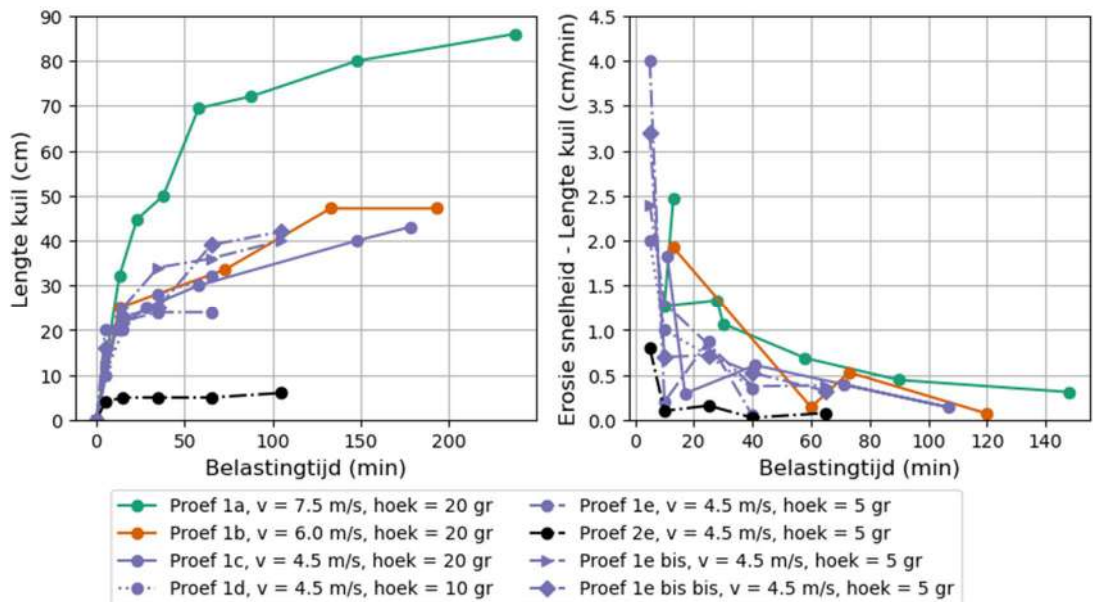 90
80
70
60
50
40
30
20
10
0
Lengte kuil (cm)
0 50 100 150 200
Belastingtijd (min)
4.5
4.0
3.5
3.0
2.5
2.0
1.5
1.0
0.5
0.0
Erosie snelheid - Lengte kuil (cm/min)
0 20 40 60 80 100 120 140
Belastingtijd (min)
Proef 1a, v = 7.5 m/s, hoek = 20 gr
Proef 1b, v = 6.0 m/s, hoek = 20 gr
Proef 1c, v = 4.5 m/s, hoek = 20 gr
Proef 1d, v = 4.5 m/s, hoek = 10 gr
Proef 1e, v = 4.5 m/s, hoek = 5 gr
Proef 2e, v = 4.5 m/s, hoek = 5 gr
Proef 1e bis, v = 4.5 m/s, hoek = 5 gr
Proef 1e bis bis, v = 4.5 m/s, hoek = 5 gr